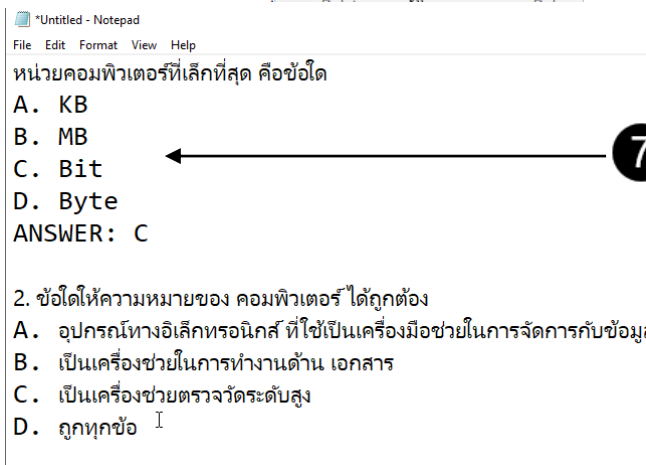 *Untitled - Notepad
File Edit Format View Help
หน่วยคอมพิวเตอร์ที่เล็กที่สุด คือข้อใด
A. KB
B. MB
7
C. Bit
D. Byte
ANSWER: C
2. ข้อใดให้ความหมายของ คอมพิวเตอร์ ได้ถูกต้อง
A. อุปกรณ์ทางอิเล็กทรอนิกส์ ที่ใช้เป็นเครื่องมือช่วยในการจัดการกับ
B. เป็นเครื่องช่วยในการทำงานด้าน เอกสาร
C. เป็นเครื่องช่วยตรวจวัดระดับสูง
D. ถูกทุกข้อ